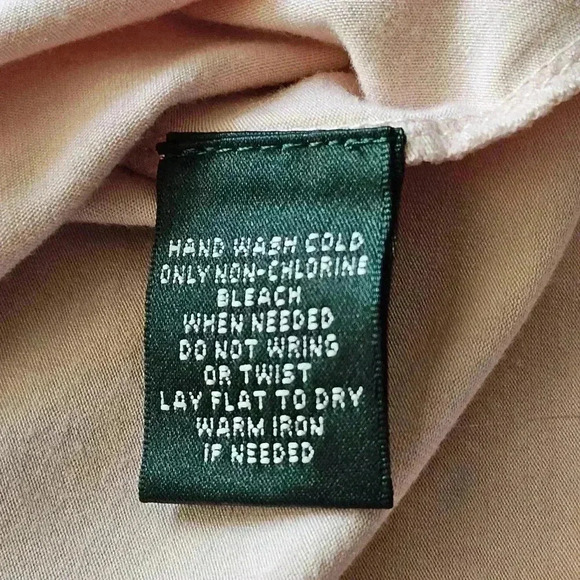 HAND WASH COLD
ONLY NON-CHLORINE
BLEACH
WHEN NEEDED
DO NOT WRING
OR TWIST
LAY FLAT TO DRY
WARM IRON
IF NEEDED